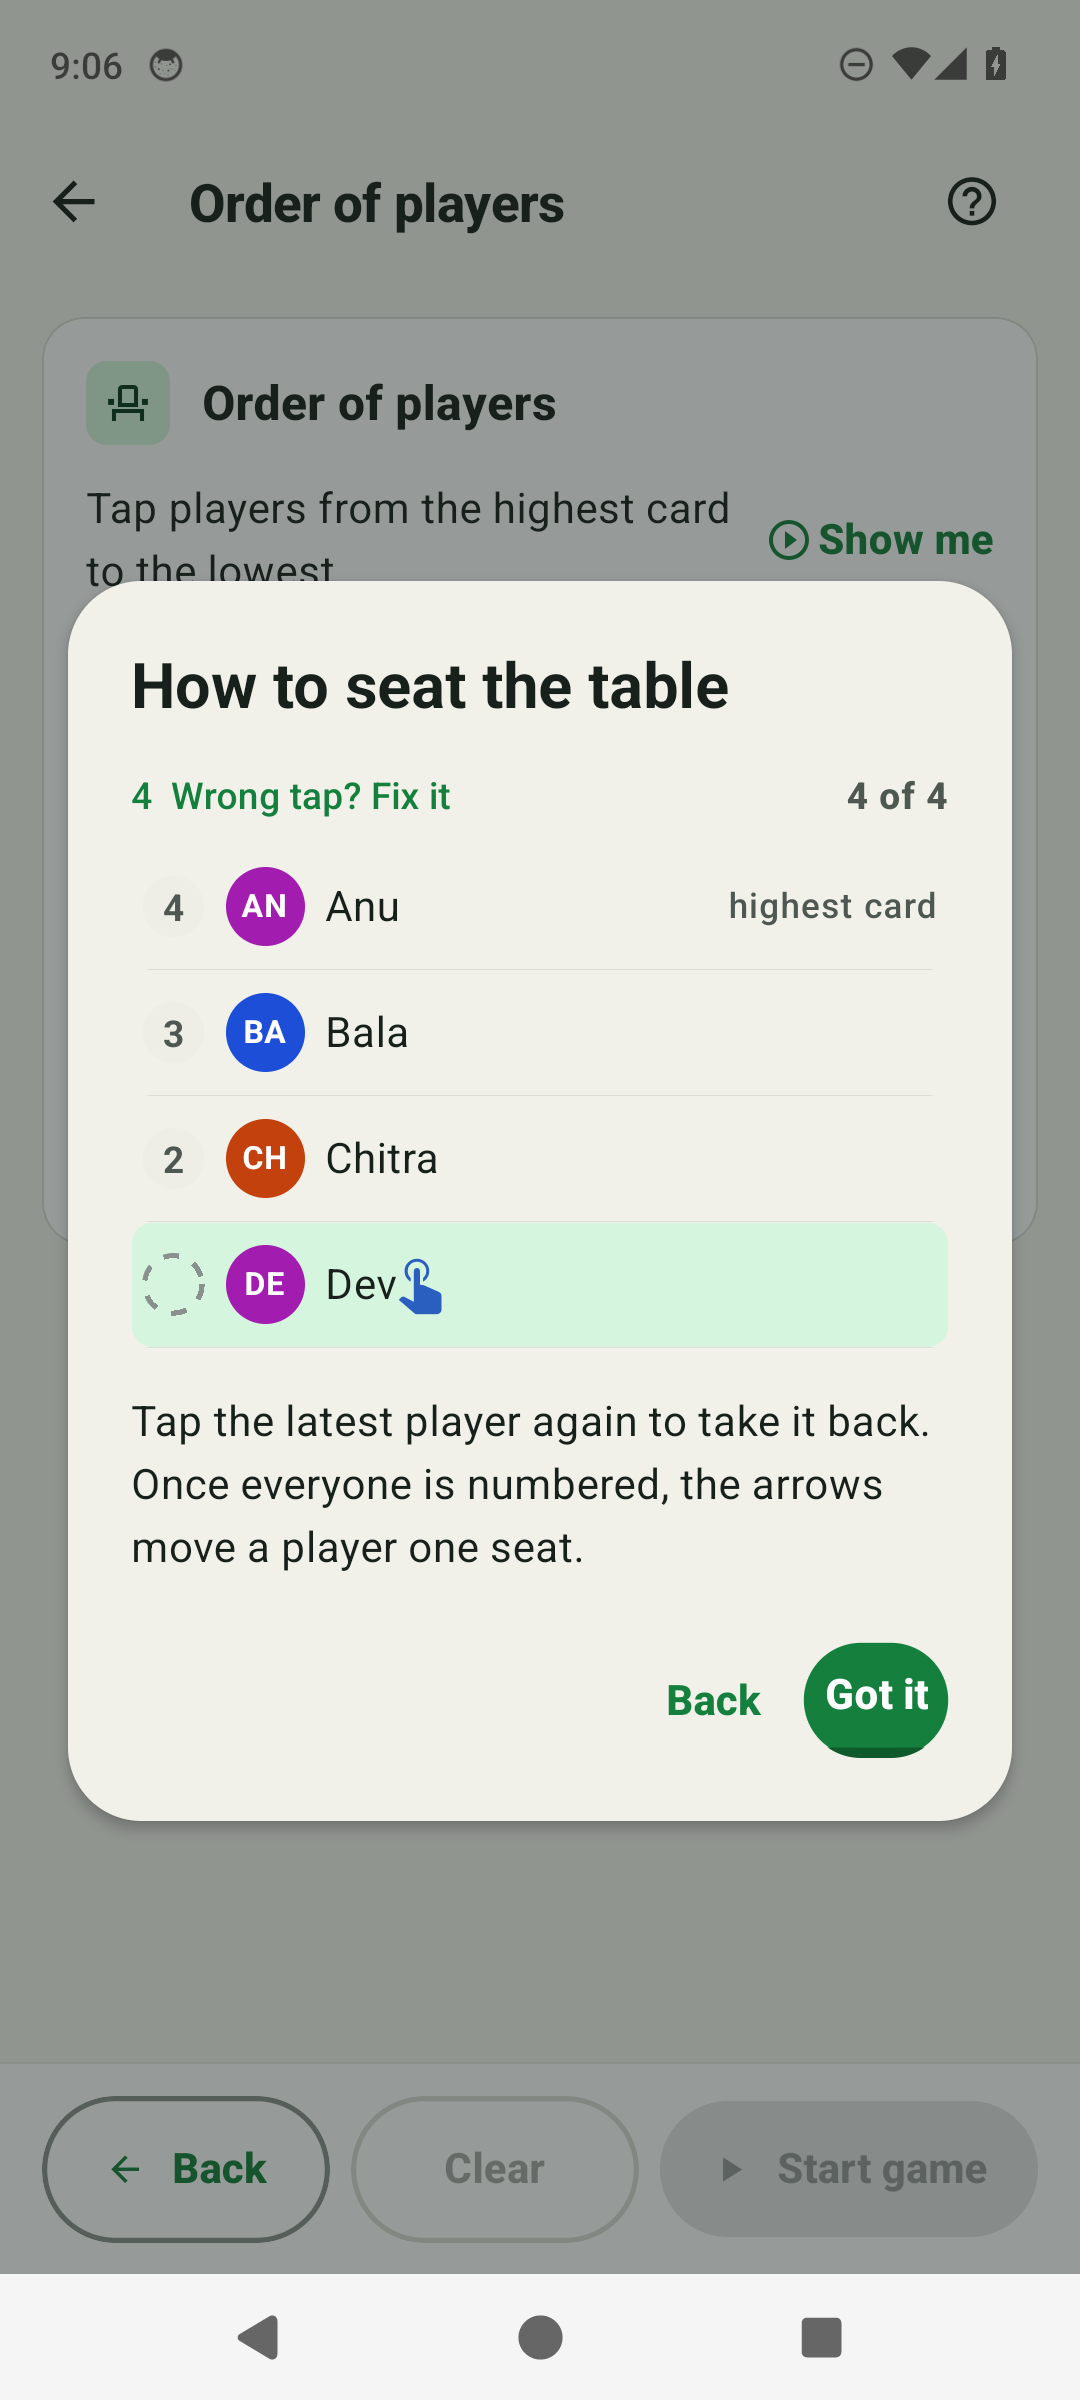 9:06
Order of players
Order of players
Tap players from the highest card
to the lowest
Show me
How to seat the table
4 Wrong tap? Fix it
4 of 4
4 AN Anu highest card
3 BA Bala
2 CH Chitra
DE Dev
Tap the latest player again to take it back.
Once everyone is numbered, the arrows
move a player one seat.
Back Got it
Back Clear Start game